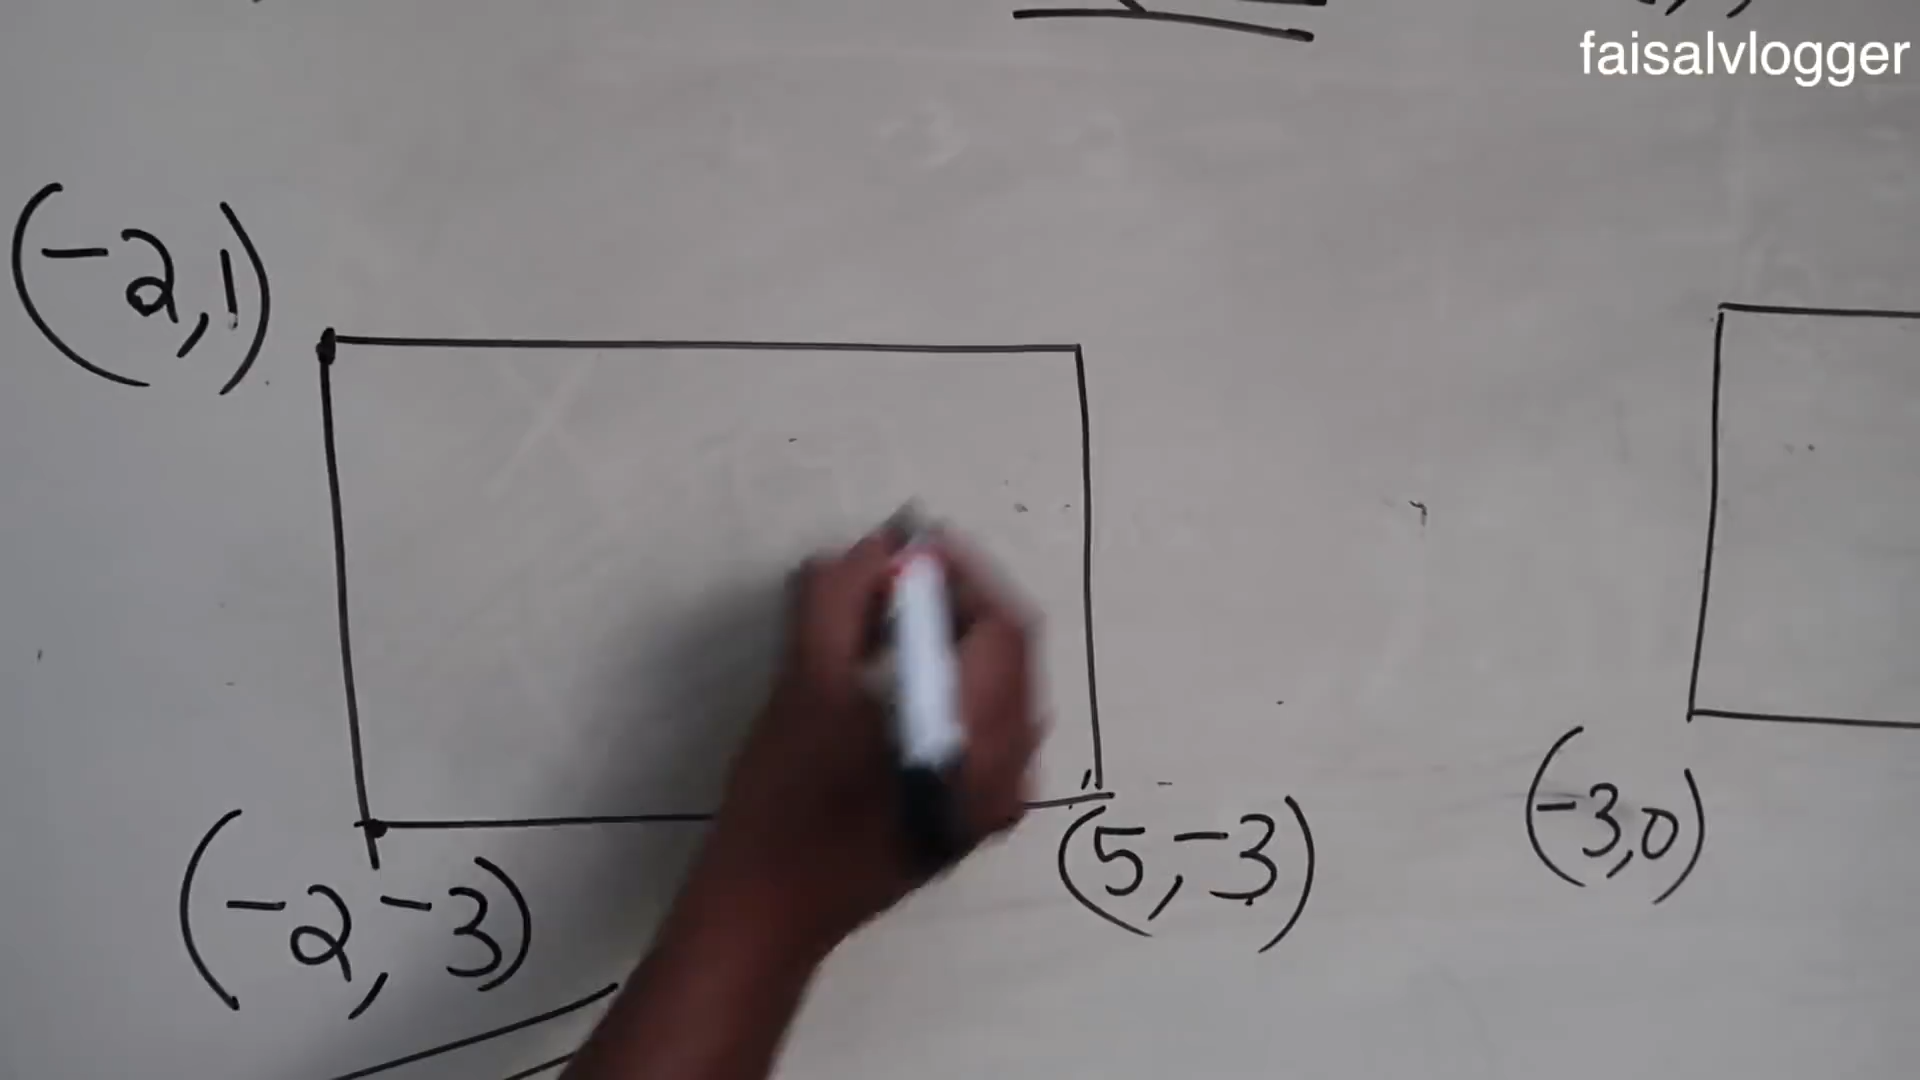 faisalvlogger
(-2,1)
(-2,-3)
(5,-3)
(-3,0)